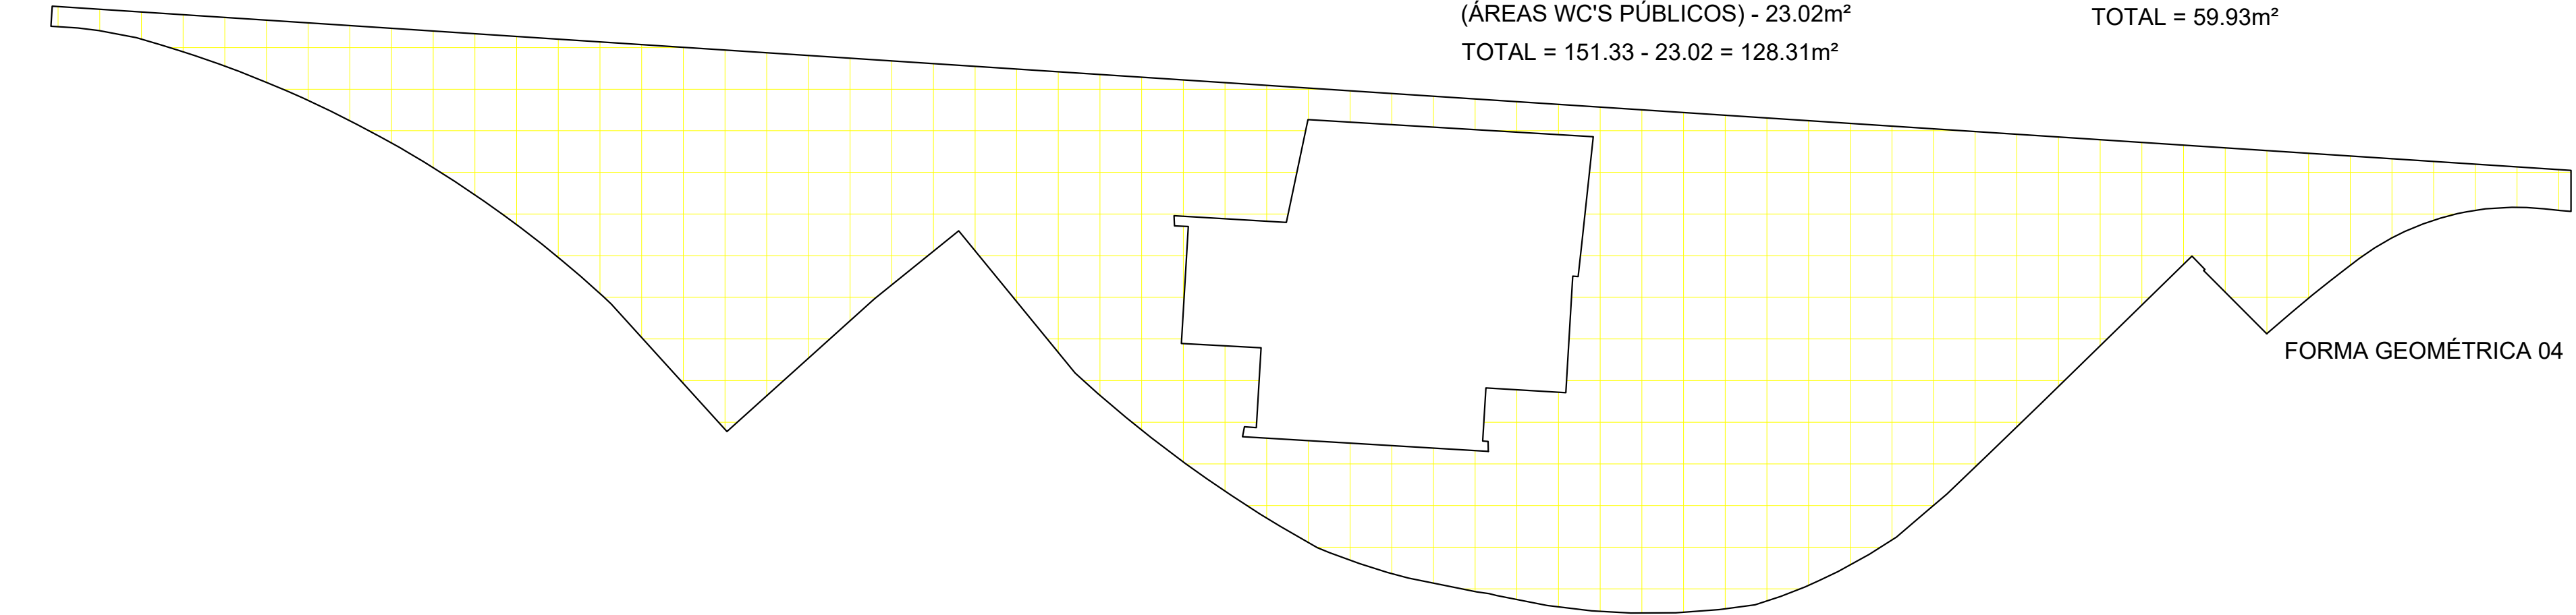 (ÁREAS WC'S PÚBLICOS) - 23.02m²
TOTAL = 151.33 - 23.02 = 128.31m²
TOTAL = 59.93m²
FORMA GEOMÉTRICA 04